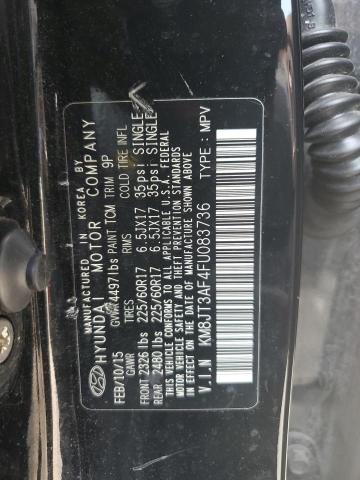 MANUFACTURED IN KOREA BY
HYUNDAI MOTOR COMPANY
FEB/10/15 GVWR 4497 lbs PAINT TCM TRIM 9P
GAWR TIRES RIMS COLD TIRE INFL
FRONT 2326 lbs 225/60R17 6.5JX17 35psi SINGLE
REAR 2480 lbs 225/60R17 6.5JX17 35psi SINGLE
THIS VEHICLE CONFORMS TO ALL APPLICABLE U.S.A. FEDERAL
MOTOR VEHICLE SAFETY, BUMPER, AND THEFT PREVENTION STANDARDS
IN EFFECT ON THE DATE OF MANUFACTURE SHOWN ABOVE.
V.I.N KM8JT3AF4FU083736 TYPE: MPV